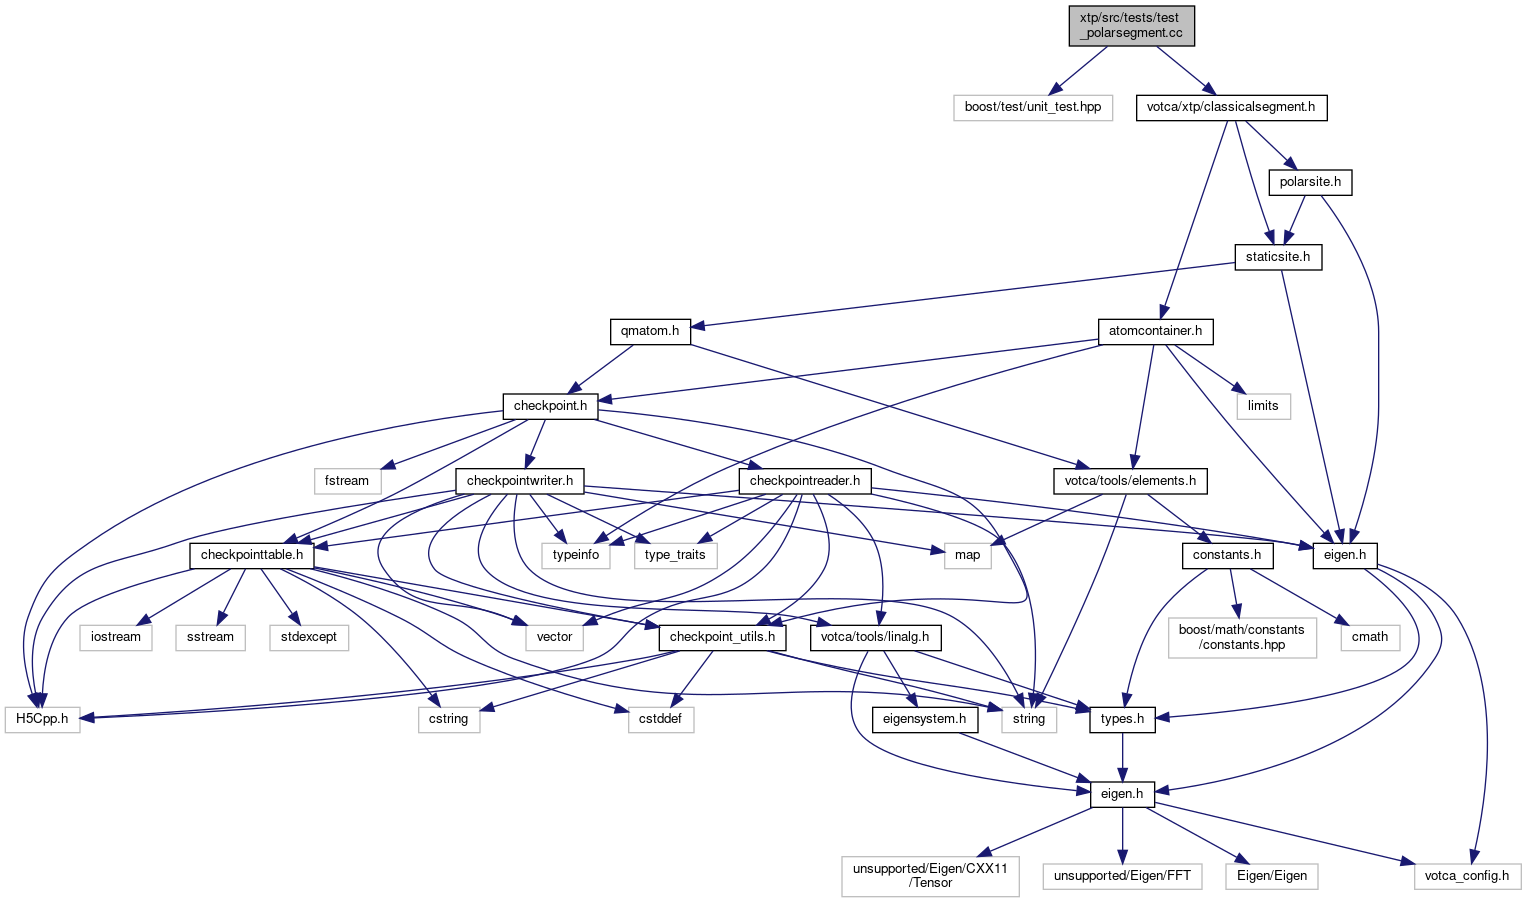 xtp/src/tests/test
_polarsegment.cc
boost/test/unit_test.hpp
votca/xtp/classicalsegment.h
polarsite.h
staticsite.h
qmatom.h
atomcontainer.h
checkpoint.h
limits
fstream
checkpointwriter.h
checkpointreader.h
votca/tools/elements.h
checkpointtable.h
typeinfo
type_traits
map
constants.h
eigen.h
iostream
sstream
stdexcept
vector
checkpoint_utils.h
votca/tools/linalg.h
boost/math/constants
/constants.hpp
cmath
H5Cpp.h
cstring
cstddef
eigensystem.h
string
types.h
eigen.h
unsupported/Eigen/CXX11
/Tensor
unsupported/Eigen/FFT
Eigen/Eigen
votca_config.h